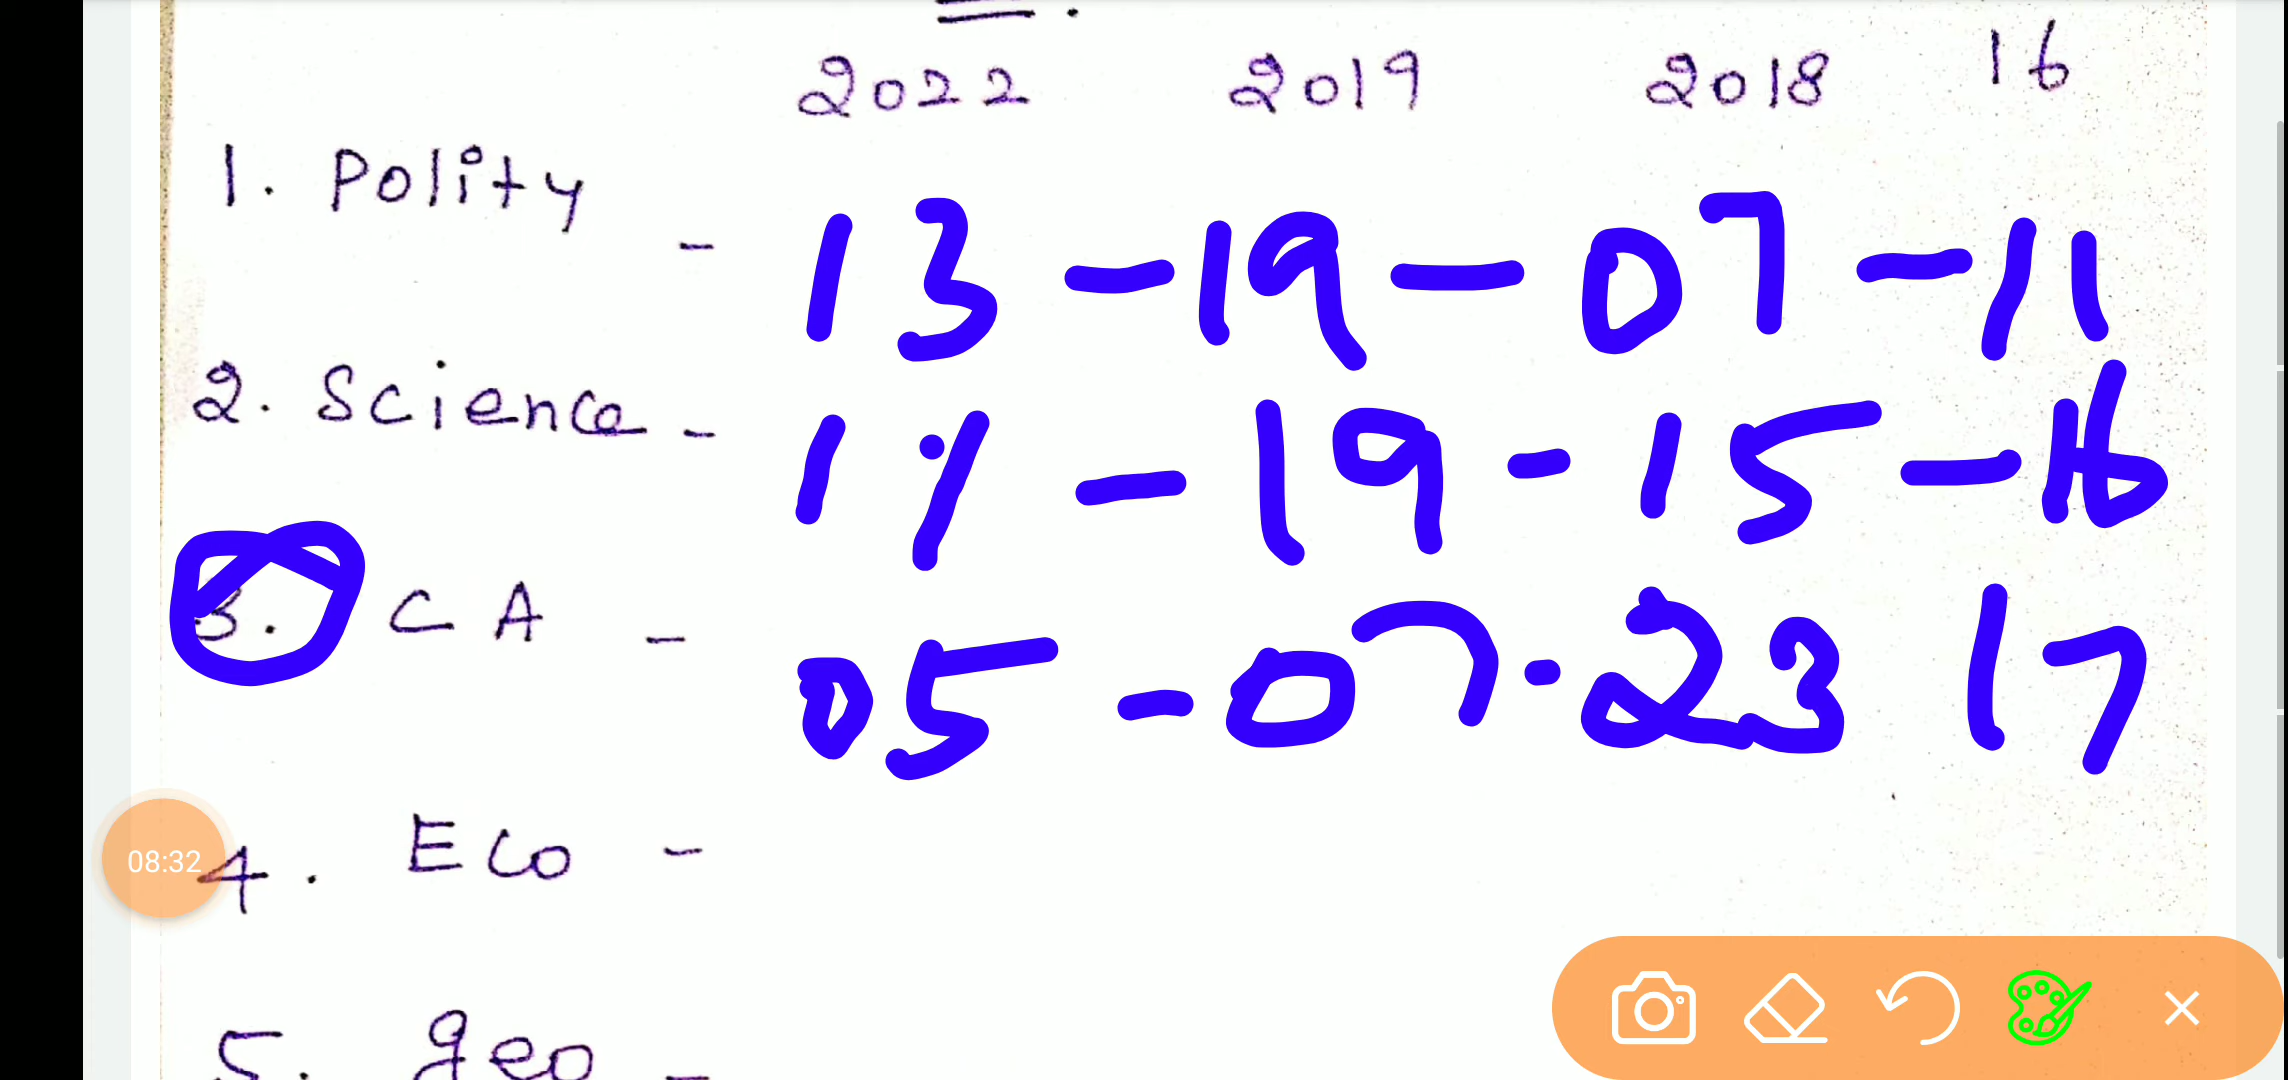 2022 2019 2018 16
1. Polity - 13 - 19 - 07 - 11
2. Science - 11 - 19 - 15 - 16
3. CA - 05 - 07 - 23 17
08:32
4. Eco -
5. geo -